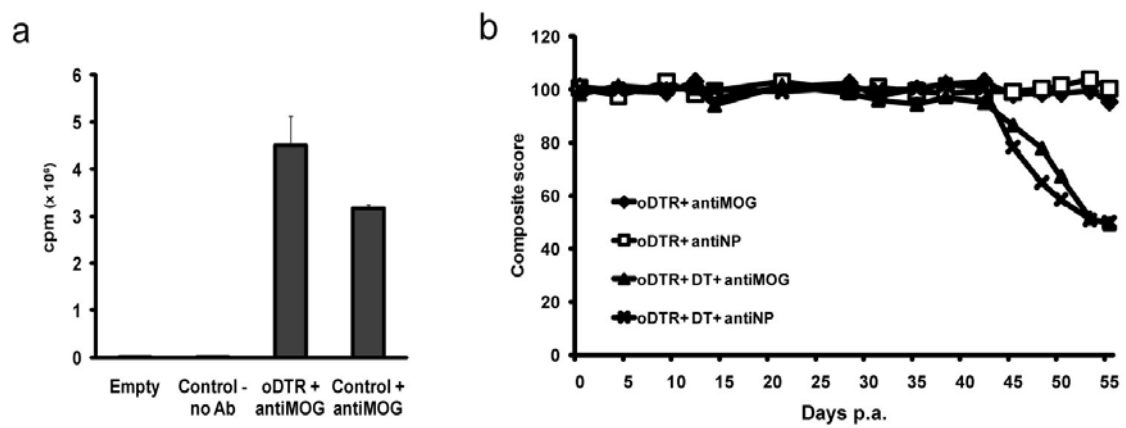 a
6
5
4
3
2
1
0
cpm (x 10⁶)
Empty
Control -
no Ab
oDTR +
antiMOG
Control +
antiMOG
b
120
100
80
60
40
20
0
Composite score
oDTR+ antiMOG
oDTR+ antiNP
oDTR+ DT+ antiMOG
oDTR+ DT+ antiNP
0 5 10 15 20 25 30 35 40 45 50 55
Days p.a.